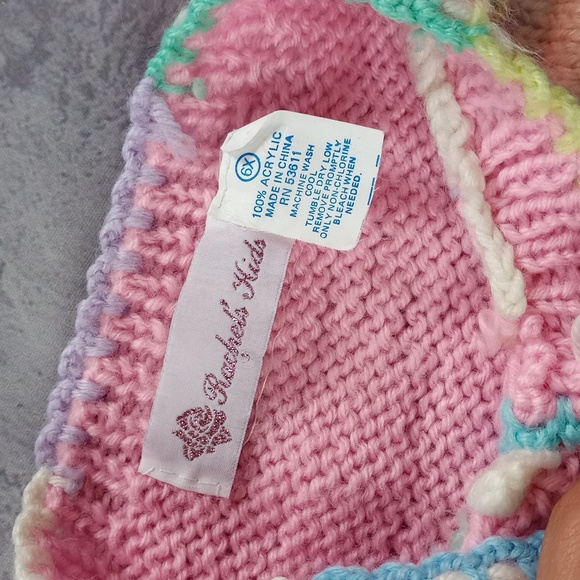 6X
100% ACRYLIC
MADE IN CHINA
RN 53611
MACHINE WASH
COOL
TUMBLE DRY LOW
REMOVE PROMPTLY
ONLY NON-CHLORINE
BLEACH WHEN
NEEDED.
Rachel's Kids